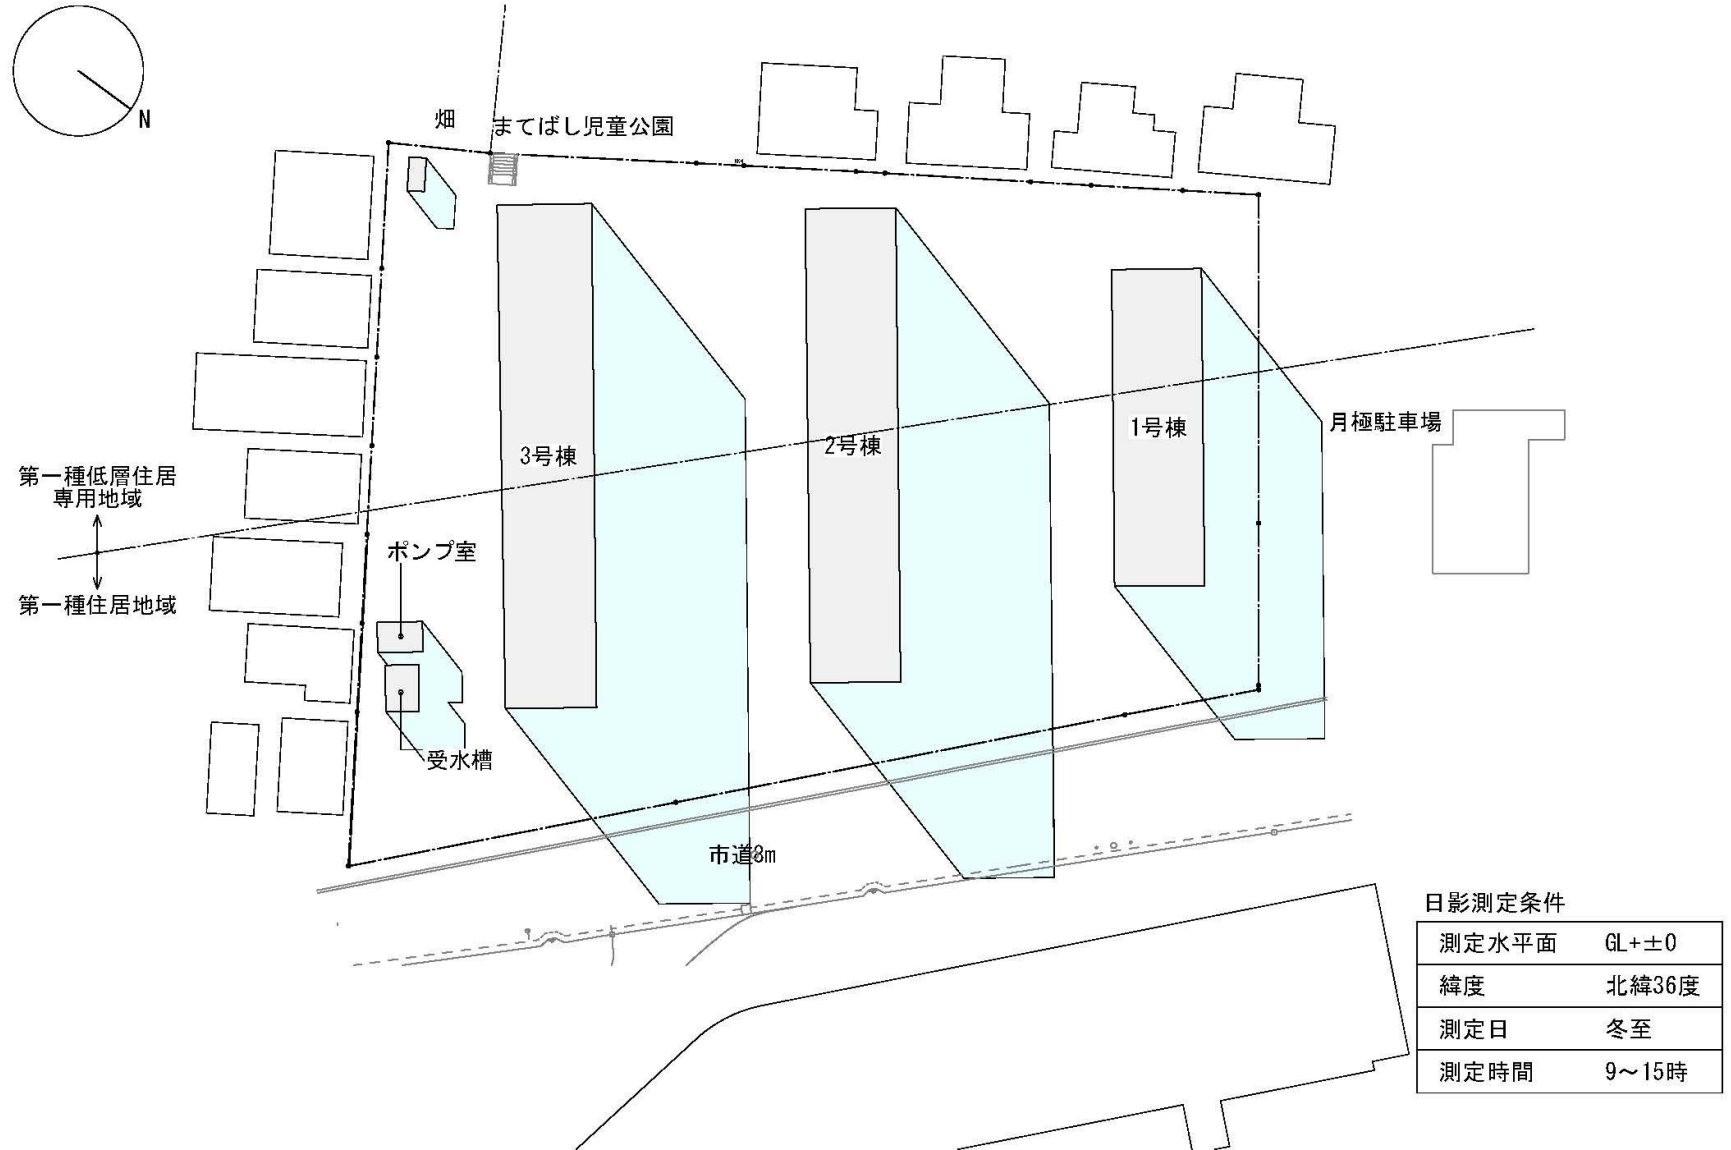 N
畑
まてばし児童公園
3号棟
2号棟
1号棟
月極駐車場
第一種低層住居
専用地域
第一種住居地域
ポンプ室
受水槽
市道8m
日影測定条件
測定水平面 GL+±0
緯度 北緯36度
測定日 冬至
測定時間 9～15時